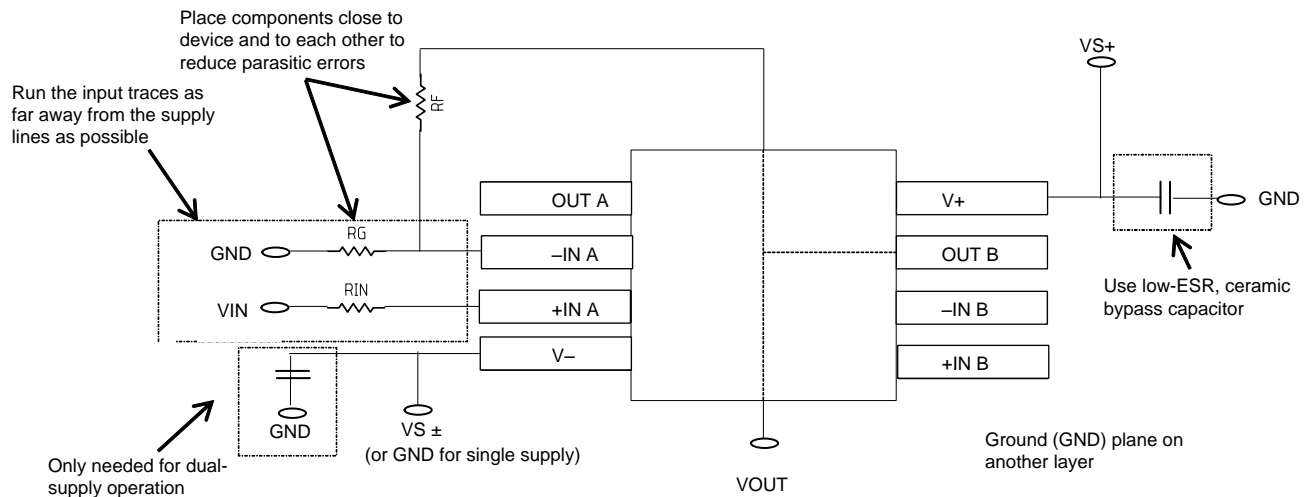 Place components close to
device and to each other to
reduce parasitic errors
Run the input traces as
far away from the supply
lines as possible
RF
VS+
OUT A
V+
GND
RG
GND
–IN A
OUT B
Use low-ESR, ceramic
bypass capacitor
RIN
VIN
+IN A
–IN B
V–
+IN B
GND
VS ±
(or GND for single supply)
Only needed for dual-
supply operation
VOUT
Ground (GND) plane on
another layer